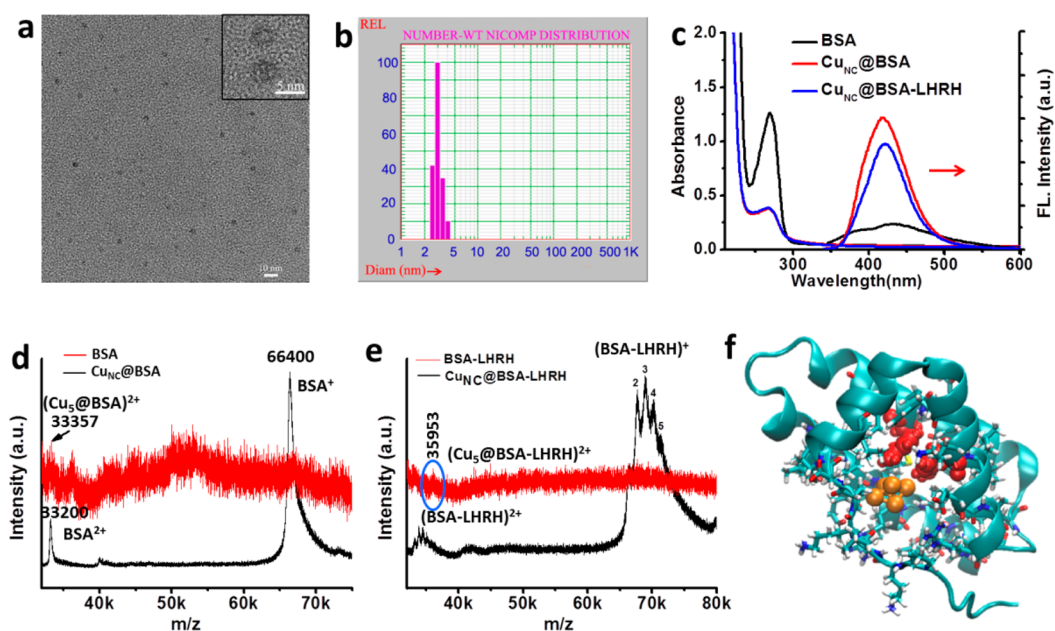 a
5 nm
10 nm
b
REL
NUMBER-WT NICOMP DISTRIBUTION
100
80
60
40
20
0
1 2 5 10 20 50 100 200 500 1K
Diam (nm)→
c
BSA
Cu_NC@BSA
Cu_NC@BSA-LHRH
2.0
1.5
1.0
0.5
0.0
Absorbance
FL. Intensity (a.u.)
300 400 500 600
Wavelength(nm)
d
BSA
Cu_NC@BSA
66400
BSA⁺
(Cu₅@BSA)²⁺
33357
33200
BSA²⁺
Intensity (a.u.)
40k 50k 60k 70k
m/z
e
BSA-LHRH
Cu_NC@BSA-LHRH
(BSA-LHRH)⁺
2 3 4 5
35953
(Cu₅@BSA-LHRH)²⁺
(BSA-LHRH)²⁺
Intensity (a.u.)
40k 50k 60k 70k 80k
m/z
f